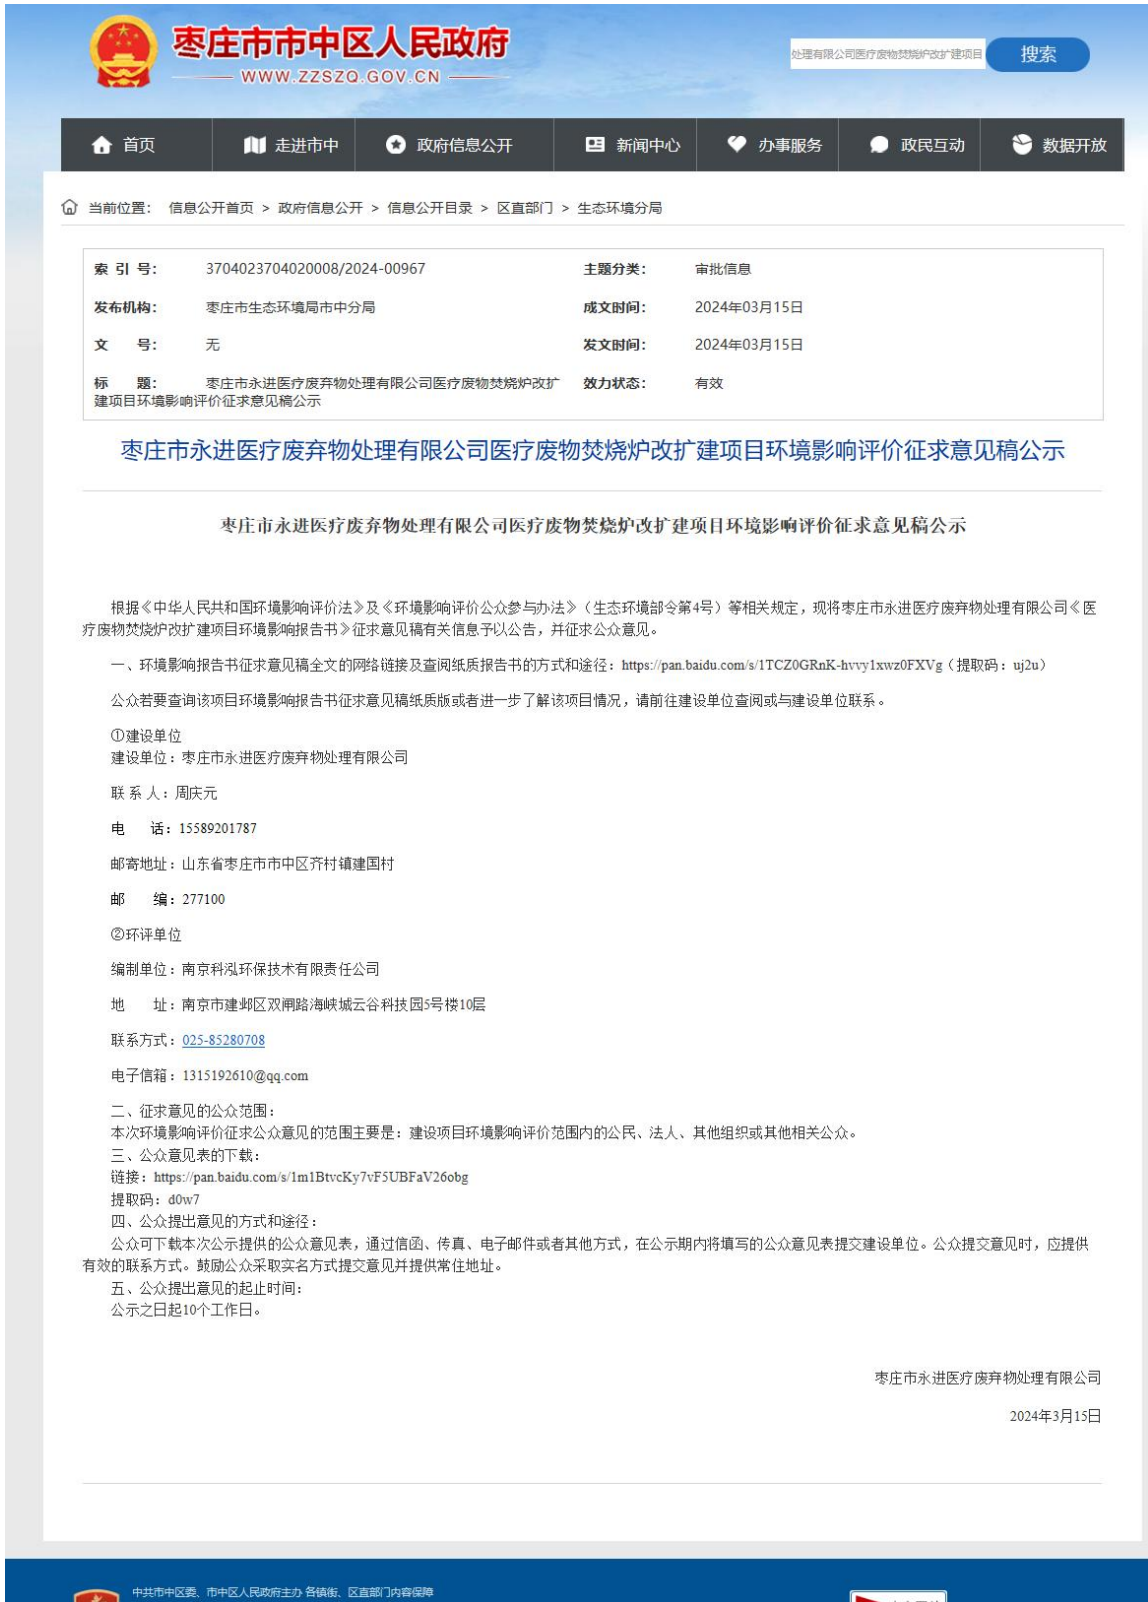 枣庄市市中区人民政府
WWW.ZZSZQ.GOV.CN
处理有限公司医疗废物焚烧炉改扩建项目
搜索
首页 走进市中 政府信息公开 新闻中心 办事服务 政民互动 数据开放
当前位置： 信息公开首页 > 政府信息公开 > 信息公开目录 > 区直部门 > 生态环境分局
索 引 号： 3704023704020008/2024-00967 主题分类： 审批信息
发布机构： 枣庄市生态环境局市中分局 成文时间： 2024年03月15日
文 号： 无 发文时间： 2024年03月15日
标 题： 枣庄市永进医疗废弃物处理有限公司医疗废物焚烧炉改扩 效力状态： 有效
建项目环境影响评价征求意见稿公示
枣庄市永进医疗废弃物处理有限公司医疗废物焚烧炉改扩建项目环境影响评价征求意见稿公示
枣庄市永进医疗废弃物处理有限公司医疗废物焚烧炉改扩建项目环境影响评价征求意见稿公示
根据《中华人民共和国环境影响评价法》及《环境影响评价公众参与办法》（生态环境部令第4号）等相关规定，现将枣庄市永进医疗废弃物处理有限公司《医
疗废物焚烧炉改扩建项目环境影响报告书》征求意见稿有关信息予以公告，并征求公众意见。
一、环境影响报告书征求意见稿全文的网络链接及查阅纸质报告书的方式和途径：https://pan.baidu.com/s/1TCZ0GRnK-hvvy1xwz0FXVg（提取码：uj2u）
公众若要查询该项目环境影响报告书征求意见稿纸质版或者进一步了解该项目情况，请前往建设单位查阅或与建设单位联系。
①建设单位
建设单位：枣庄市永进医疗废弃物处理有限公司
联 系 人：周庆元
电 话：15589201787
邮寄地址：山东省枣庄市市中区齐村镇建国村
邮 编：277100
②环评单位
编制单位：南京科泓环保技术有限责任公司
地 址：南京市建邺区双闸路海峡城云谷科技园5号楼10层
联系方式：025-85280708
电子信箱：1315192610@qq.com
二、征求意见的公众范围：
本次环境影响评价征求公众意见的范围主要是：建设项目环境影响评价范围内的公民、法人、其他组织或其他相关公众。
三、公众意见表的下载：
链接：https://pan.baidu.com/s/1m1BtvcKy7vF5UBFaV26obg
提取码：d0w7
四、公众提出意见的方式和途径：
公众可下载本次公示提供的公众意见表，通过信函、传真、电子邮件或者其他方式，在公示期内将填写的公众意见表提交建设单位。公众提交意见时，应提供
有效的联系方式。鼓励公众采取实名方式提交意见并提供常住地址。
五、公众提出意见的起止时间：
公示之日起10个工作日。
枣庄市永进医疗废弃物处理有限公司
2024年3月15日
中共市中区委、市中区人民政府主办 各镇街、区直部门内容保障